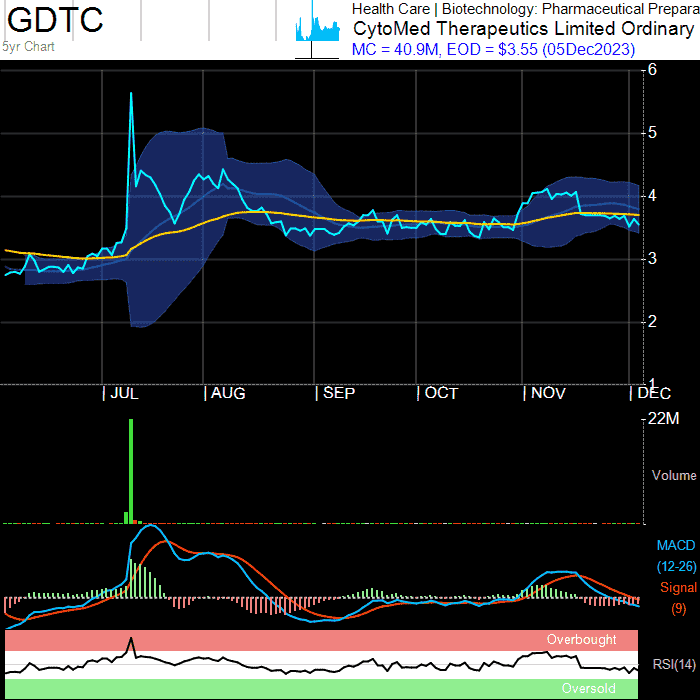 GDTC
5yr Chart
Health Care | Biotechnology: Pharmaceutical Prepara
CytoMed Therapeutics Limited Ordinary
MC = 40.9M, EOD = $3.55 (05Dec2023)
6
5
4
3
2
1
| JUL | AUG | SEP | OCT | NOV | DEC
22M
Volume
MACD
(12-26)
Signal
(9)
Overbought
RSI(14)
Oversold